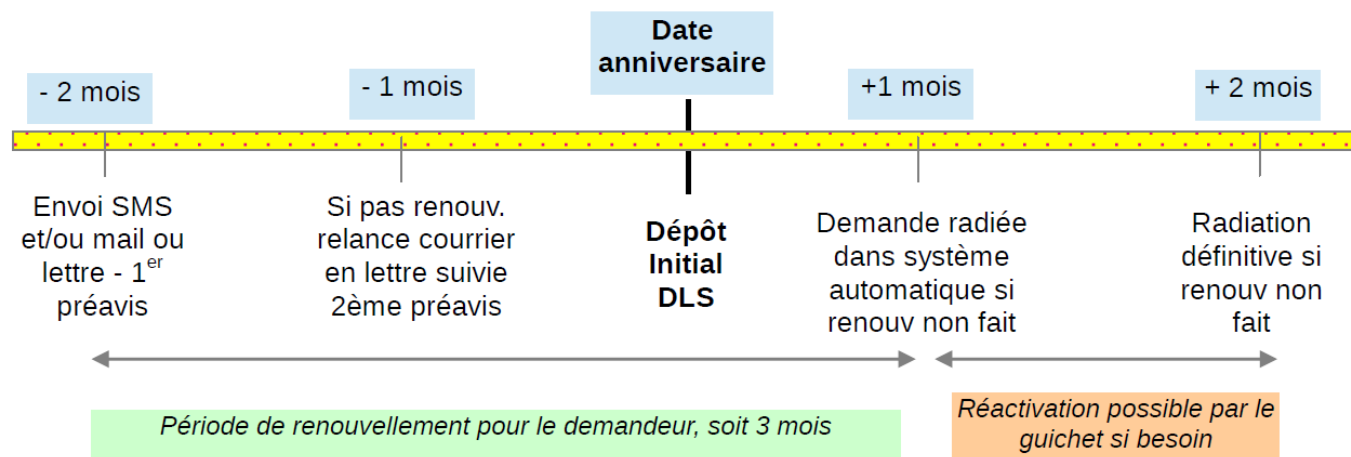 Date
anniversaire
- 2 mois
- 1 mois
+1 mois
+ 2 mois
Envoi SMS
et/ou mail ou
lettre - 1er
préavis
Si pas renouv.
relance courrier
en lettre suivie
2ème préavis
Dépôt
Initial
DLS
Demande radiée
dans système
automatique si
renouv non fait
Radiation
définitive si
renouv non
fait
Période de renouvellement pour le demandeur, soit 3 mois
Réactivation possible par le
guichet si besoin